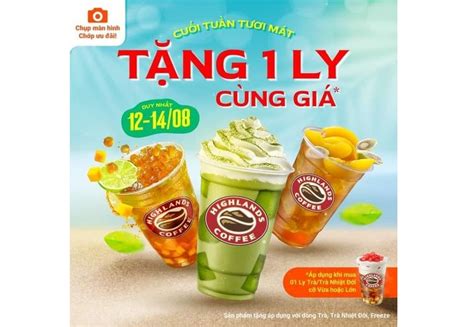 Chụp màn hình
Chớp ưu đãi!
CUỐI TUẦN TƯƠI MÁT
TẶNG 1 LY
CÙNG GIÁ*
DUY NHẤT
12-14/08
HIGHLANDS
COFFEE
HIGHLANDS
COFFEE
HIGHLANDS
COFFEE
*Áp dụng khi mua
01 Ly Trà/Trà Nhiệt Đới
cỡ Vừa hoặc Lớn
Sản phẩm tặng áp dụng với dòng Trà, Trà Nhiệt Đới, Freeze